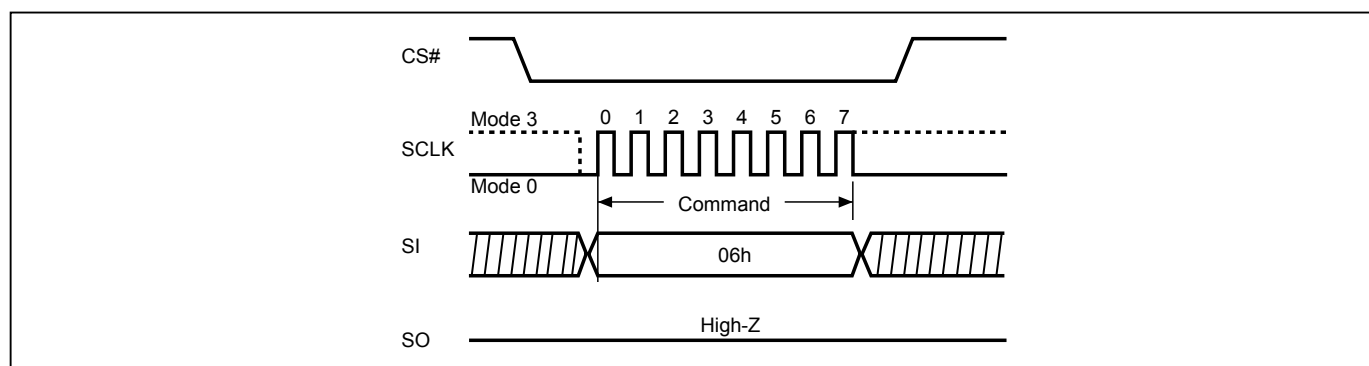 CS#
Mode 3
0 1 2 3 4 5 6 7
SCLK
Mode 0
Command
SI
06h
High-Z
SO